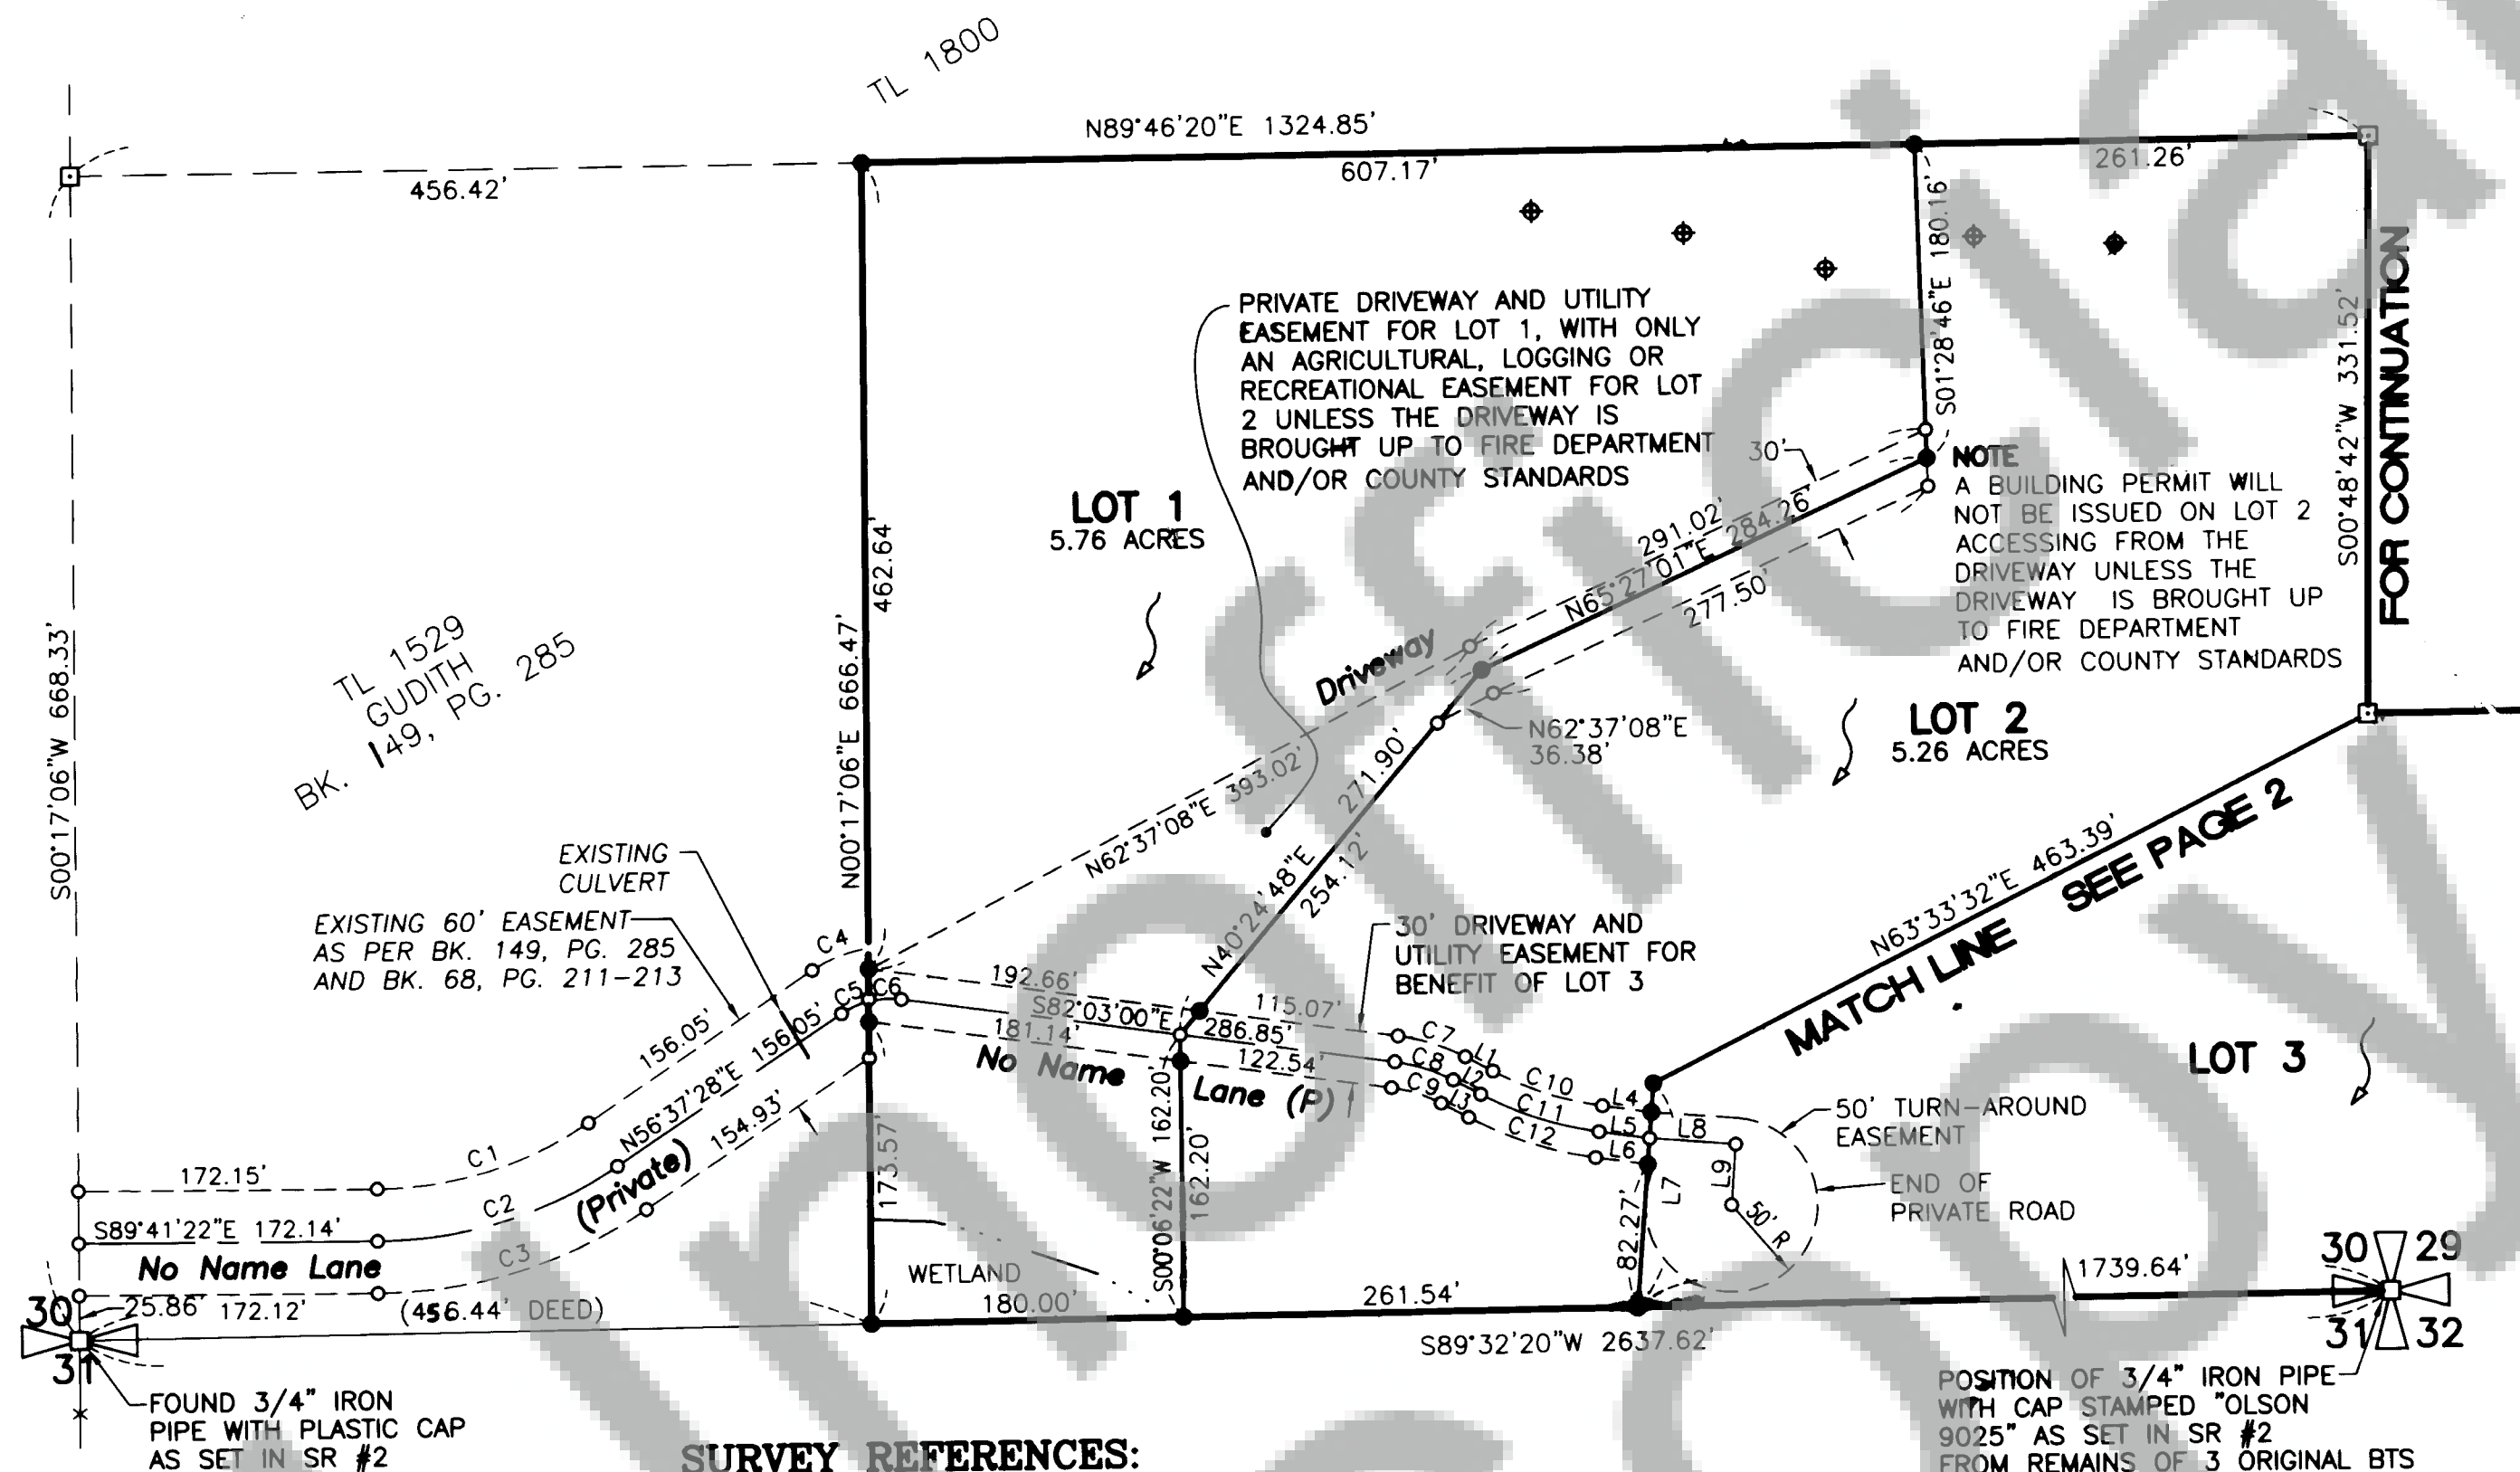 TL 1800
N89°46'20"E 1324.85'
456.42'
607.17'
261.26'
S01°28'46"E 180.16'
S00°48'42"W 331.52'
FOR CONTINUATION
PRIVATE DRIVEWAY AND UTILITY
EASEMENT FOR LOT 1, WITH ONLY
AN AGRICULTURAL, LOGGING OR
RECREATIONAL EASEMENT FOR LOT
2 UNLESS THE DRIVEWAY IS
BROUGHT UP TO FIRE DEPARTMENT
AND/OR COUNTY STANDARDS
30'
NOTE
A BUILDING PERMIT WILL
NOT BE ISSUED ON LOT 2
ACCESSING FROM THE
DRIVEWAY UNLESS THE
DRIVEWAY IS BROUGHT UP
TO FIRE DEPARTMENT
AND/OR COUNTY STANDARDS
LOT 1
5.76 ACRES
291.02'
N65°27'01"E 284.26'
277.50'
462.64'
N00°17'06"E 666.47'
S00°17'06"W 668.33'
TL 1529
GUDITH
BK. 149, PG. 285
Driveway
N62°37'08"E
36.38'
LOT 2
5.26 ACRES
N62°37'08"E 393.02'
271.90'
N40°24'48"E
254.12'
N63°33'32"E 463.39'
MATCH LINE SEE PAGE 2
EXISTING
CULVERT
EXISTING 60' EASEMENT
AS PER BK. 149, PG. 285
AND BK. 68, PG. 211-213
30' DRIVEWAY AND
UTILITY EASEMENT FOR
BENEFIT OF LOT 3
C4
C5
C6
192.66'
S82°03'00"E
286.85'
181.14'
115.07'
122.54'
No Name Lane (P)
C7
L1
C8
L2
C9
L3
C10
C11
C12
L4
L5
L6
L7
L8
L9
LOT 3
156.05'
N56°37'28"E 156.05'
154.93'
(Private)
C1
C2
C3
172.15'
S89°41'22"E 172.14'
No Name Lane
25.86'
172.12'
(456.44' DEED)
173.57'
S00°06'22"W 162.20'
162.20'
82.27'
50' R
50' TURN-AROUND
EASEMENT
END OF
PRIVATE ROAD
WETLAND
180.00'
261.54'
1739.64'
S89°32'20"W 2637.62'
30
31
30
29
31
32
FOUND 3/4" IRON
PIPE WITH PLASTIC CAP
AS SET IN SR #2
SURVEY REFERENCES:
POSITION OF 3/4" IRON PIPE
WITH CAP STAMPED "OLSON
9025" AS SET IN SR #2
FROM REMAINS OF 3 ORIGINAL BTS